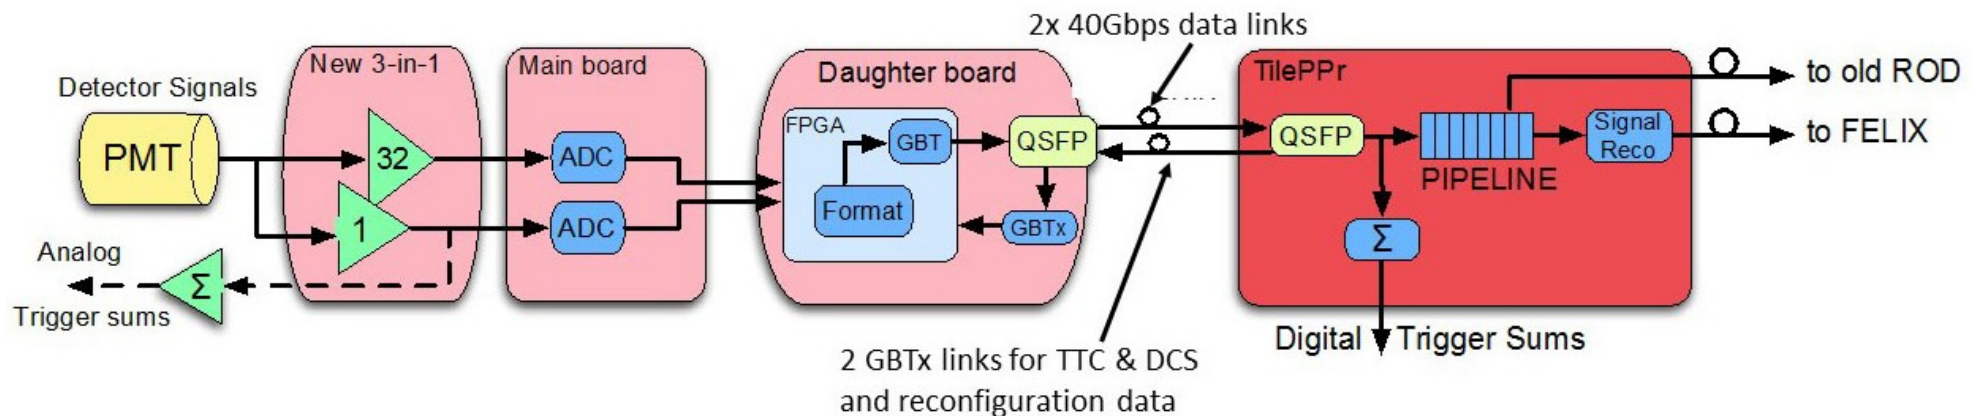 2x 40Gbps data links
New 3-in-1
Main board
Daughter board
TilePPr
to old ROD
Detector Signals
PMT
32
1
ADC
ADC
FPGA
GBT
Format
QSFP
GBTx
QSFP
PIPELINE
Signal
Reco
to FELIX
Σ
Analog
Σ
Trigger sums
Digital Trigger Sums
2 GBTx links for TTC & DCS
and reconfiguration data